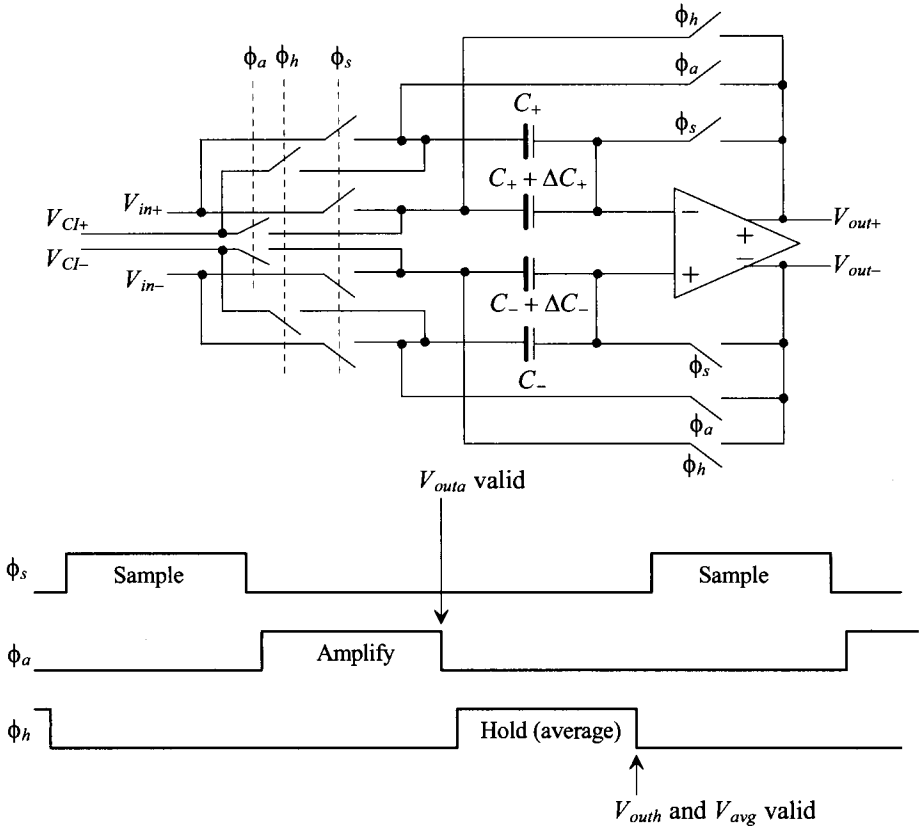 ϕh
ϕa ϕh ϕs
ϕa
C+
ϕs
C+ + ΔC+
Vin+
VCI+
− + Vout+
VCI−
+ − Vout−
Vin−
C− + ΔC−
ϕs
C−
ϕa
ϕh
Vouta valid
ϕs Sample Sample
ϕa Amplify
ϕh Hold (average)
Vouth and Vavg valid